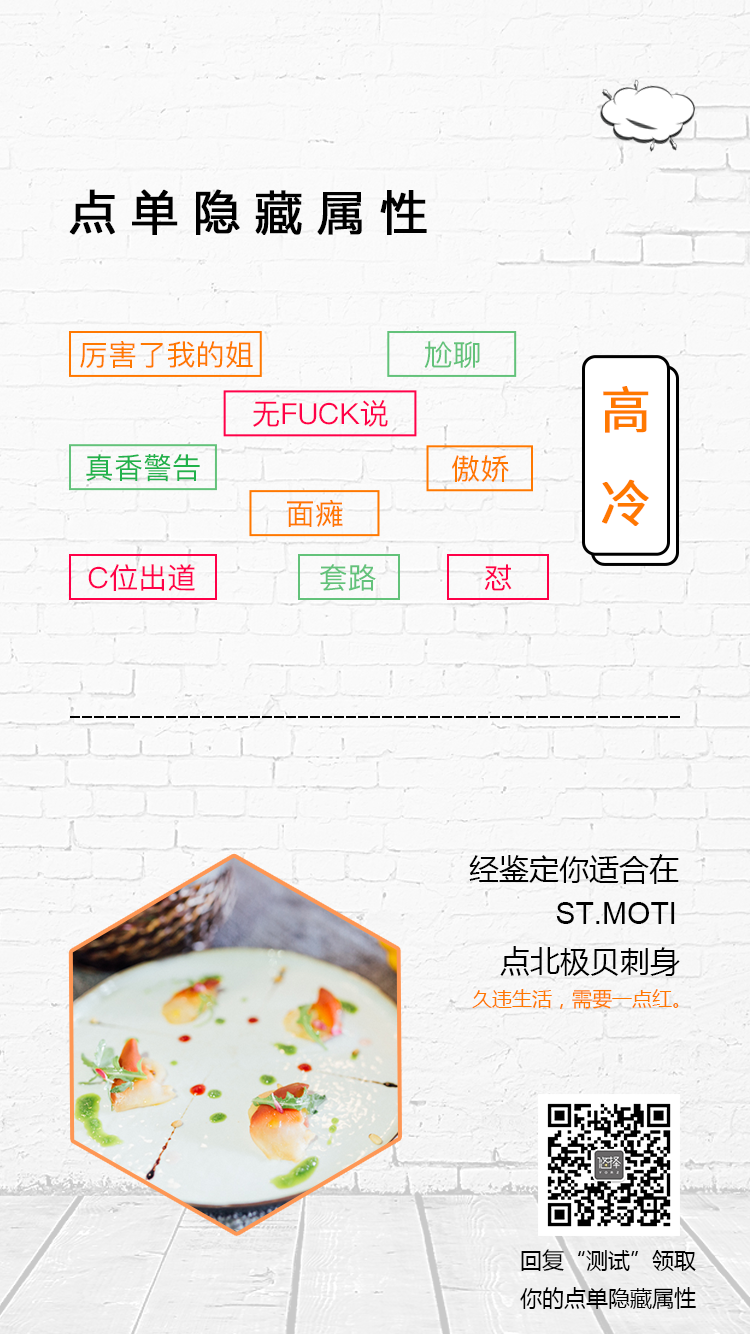 点单隐藏属性
厉害了我的姐
尬聊
无FUCK说
真香警告
傲娇
面瘫
C位出道
套路
怼
高冷
经鉴定你适合在
ST.MOTI
点北极贝刺身
久违生活，需要一点红。
回复“测试”领取
你的点单隐藏属性